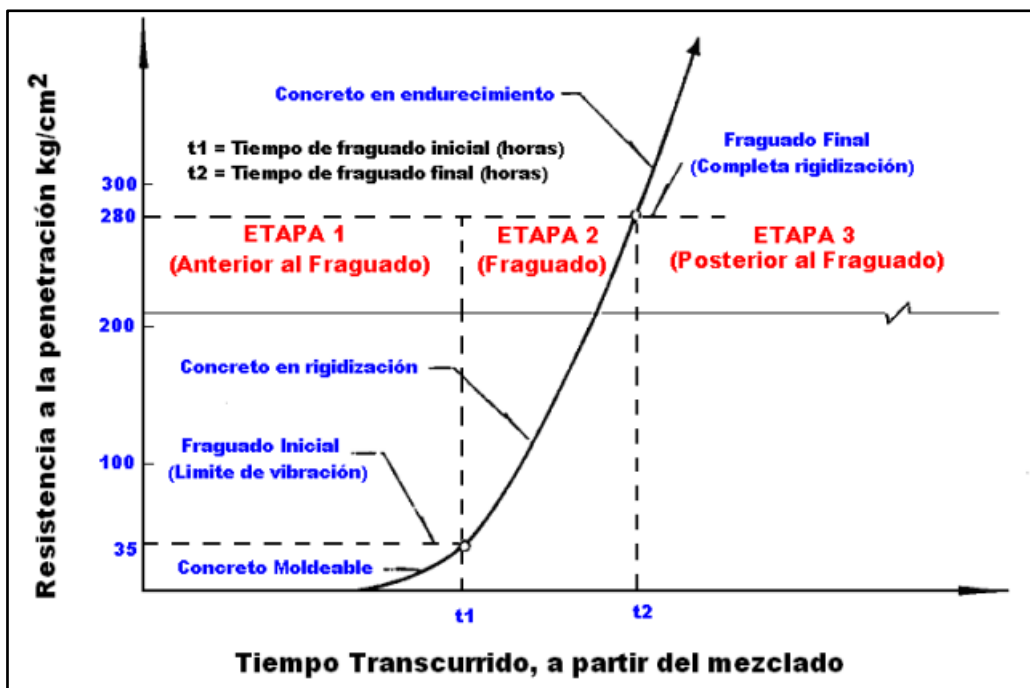 Resistencia a la penetración kg/cm2
Concreto en endurecimiento
t1 = Tiempo de fraguado inicial (horas)
t2 = Tiempo de fraguado final (horas)
Fraguado Final
(Completa rigidización)
300
280
ETAPA 1
(Anterior al Fraguado)
ETAPA 2
(Fraguado)
ETAPA 3
(Posterior al Fraguado)
200
Concreto en rigidización
Fraguado Inicial
(Limite de vibración)
100
35
Concreto Moldeable
t1
t2
Tiempo Transcurrido, a partir del mezclado